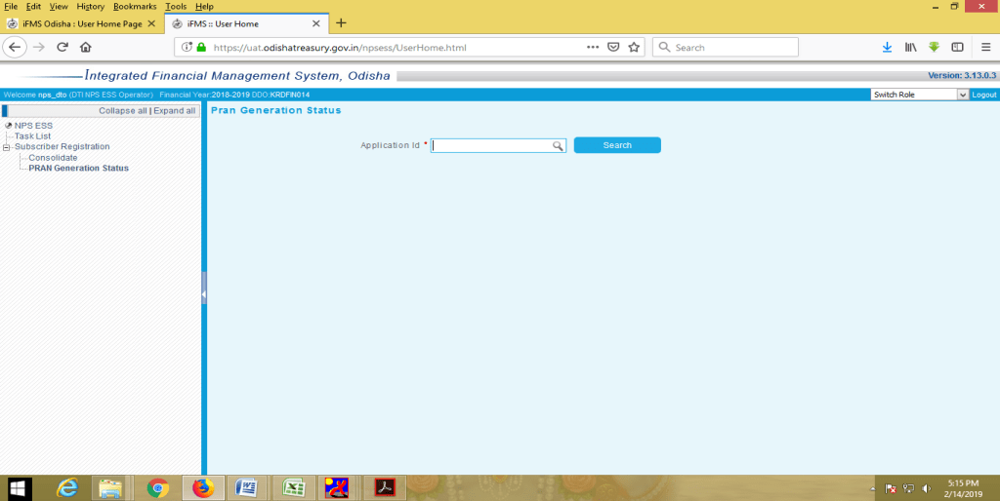 File Edit View History Bookmarks Tools Help
iFMS Odisha : User Home Page
iFMS :: User Home
https://uat.odishatreasury.gov.in/npsess/UserHome.html
Search
Integrated Financial Management System, Odisha
Version: 3.13.0.3
Welcome nps_dto (DTI NPS ESS Operator) Financial Year:2018-2019 DDO:KRDFIN014
Switch Role
Logout
Collapse all | Expand all
NPS ESS
Task List
Subscriber Registration
Consolidate
PRAN Generation Status
Pran Generation Status
Application Id *
Search
5:15 PM
2/14/2019